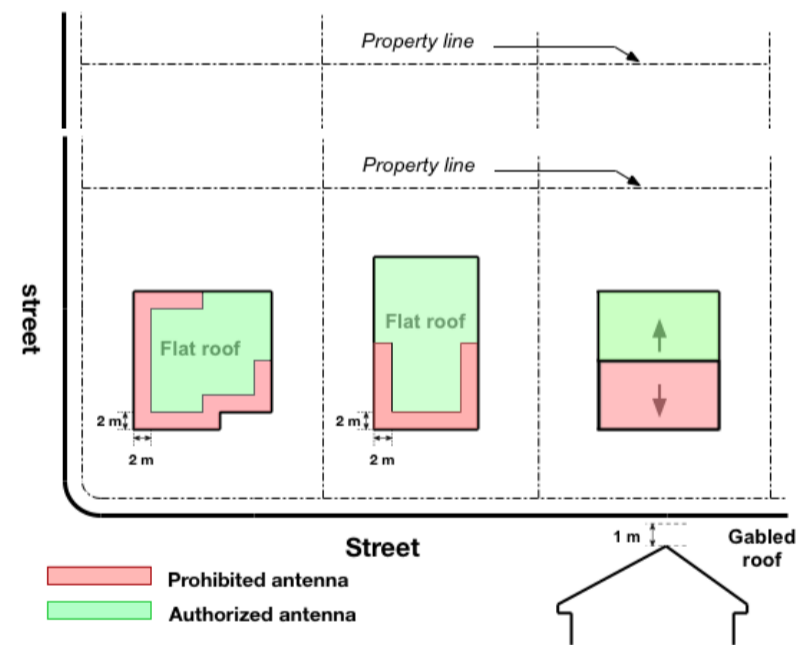 Property line
Property line
street
Flat roof
Flat roof
2 m
2 m
2 m
2 m
Street
1 m
Gabled
roof
Prohibited antenna
Authorized antenna